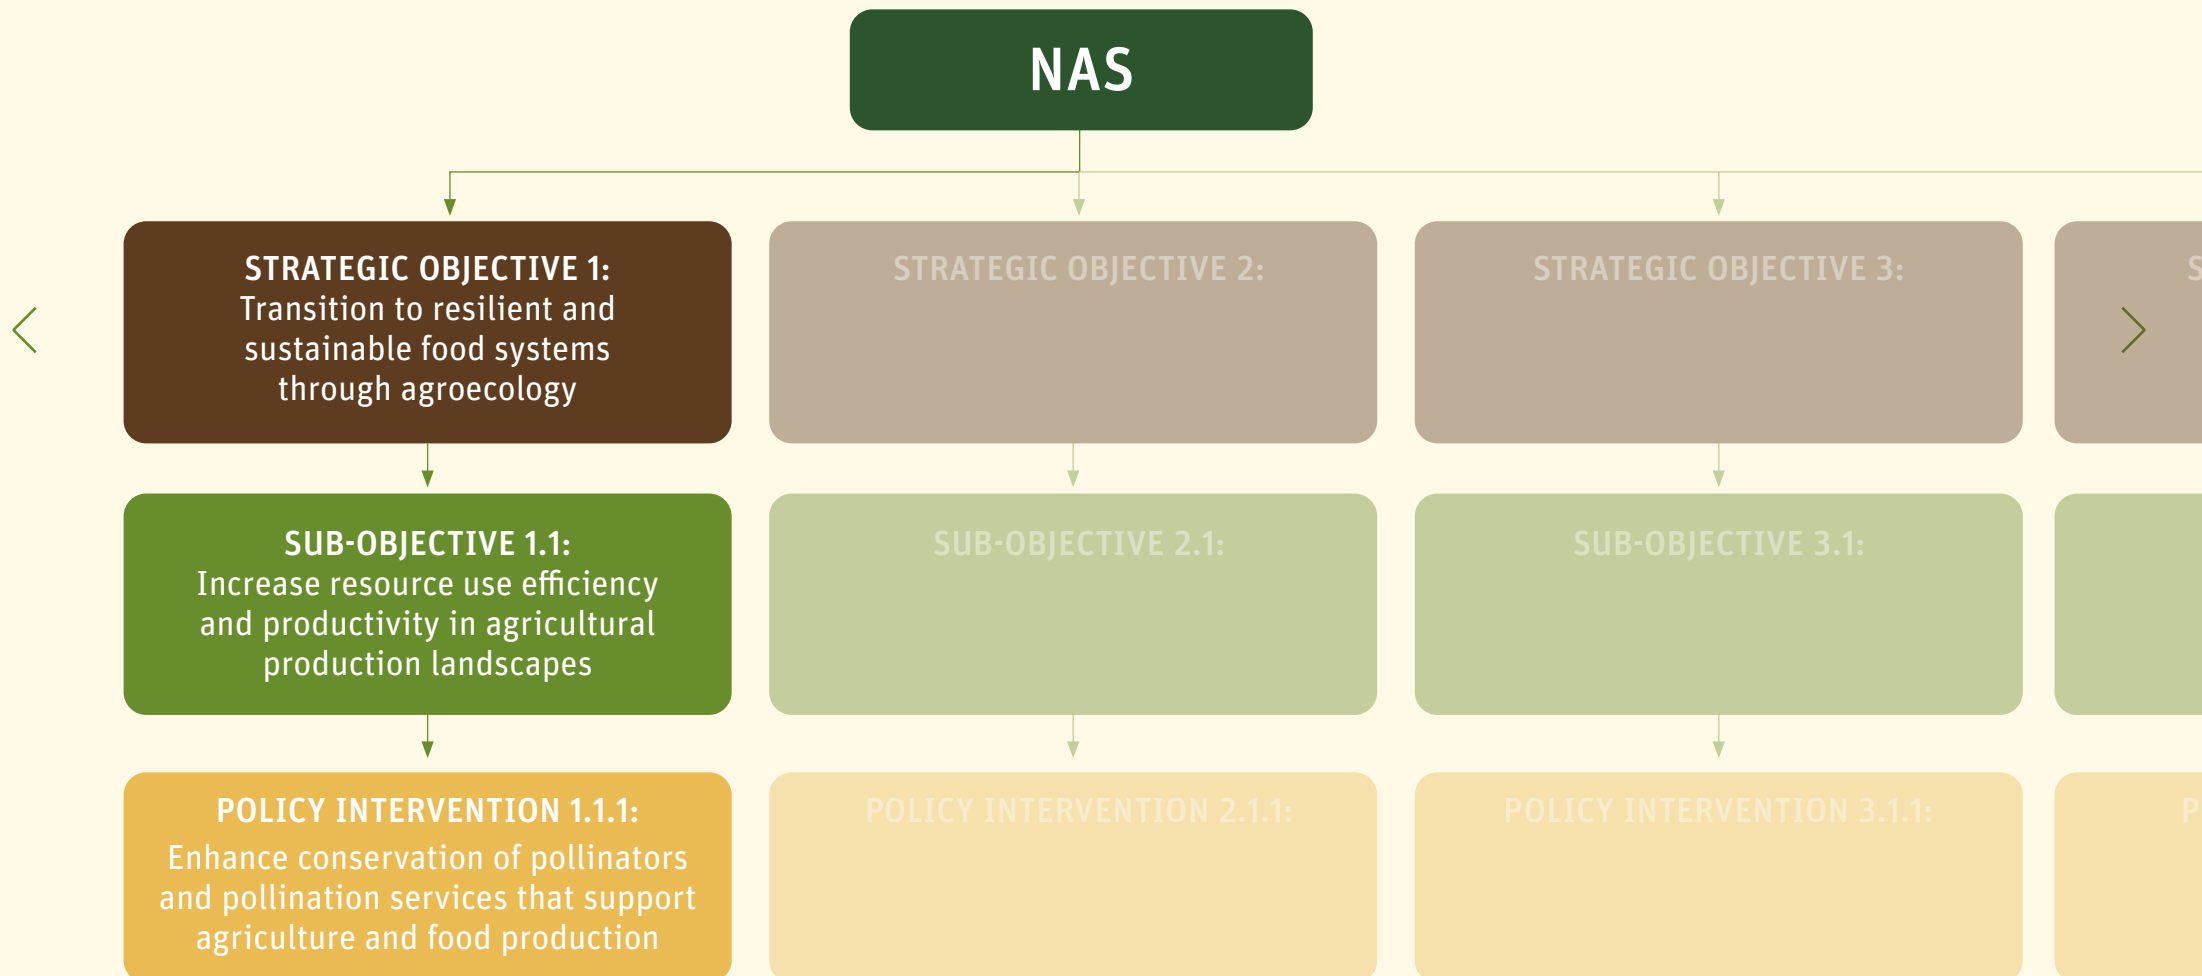 NAS
STRATEGIC OBJECTIVE 1:
Transition to resilient and
sustainable food systems
through agroecology
STRATEGIC OBJECTIVE 2:
STRATEGIC OBJECTIVE 3:
S
SUB-OBJECTIVE 1.1:
Increase resource use efficiency
and productivity in agricultural
production landscapes
SUB-OBJECTIVE 2.1:
SUB-OBJECTIVE 3.1:
POLICY INTERVENTION 1.1.1:
Enhance conservation of pollinators
and pollination services that support
agriculture and food production
POLICY INTERVENTION 2.1.1:
POLICY INTERVENTION 3.1.1:
P